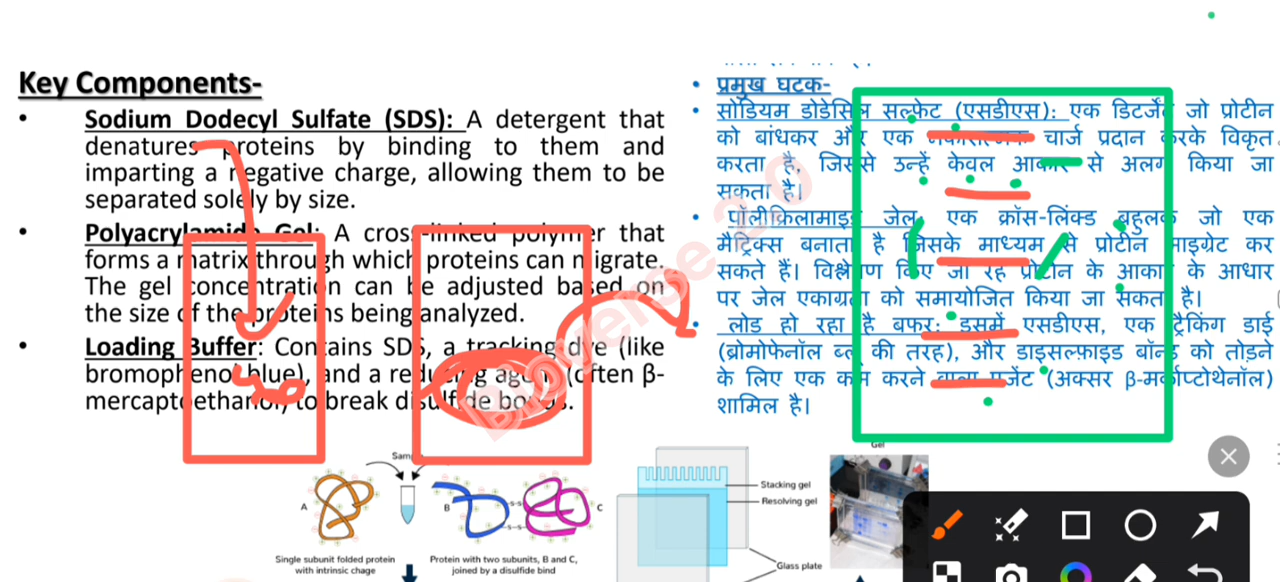 Key Components-
• Sodium Dodecyl Sulfate (SDS): A detergent that
denatures proteins by binding to them and
imparting a negative charge, allowing them to be
separated solely by size.
• Polyacrylamide Gel: A cross-linked polymer that
forms a matrix through which proteins can migrate.
The gel concentration can be adjusted based on
the size of the proteins being analyzed.
• Loading Buffer: Contains SDS, a tracking dye (like
bromophenol blue), and a reducing agent (often β-
mercaptoethanol) to break disulfide bonds.
• प्रमुख घटक-
• सोडियम डोडेसिल सल्फेट (एसडीएस): एक डिटर्जेंट जो प्रोटीन
को बांधकर और एक चार्ज प्रदान करके विकृत
करता है, जिससे उन्हें केवल आकार से अलग किया जा
सकता है।
• पॉलीक्रिलामाइड जेल: एक क्रॉस-लिंक्ड बहुलक जो एक
मैट्रिक्स बनाता है जिसके माध्यम से प्रोटीन माइग्रेट कर
सकते हैं। विश्लेषण किए जा रहे प्रोटीन के आकार के आधार
पर जेल एकाग्रता को समायोजित किया जा सकता है।
• लोड हो रहा है बफर: इसमें एसडीएस, एक ट्रैकिंग डाई
(ब्रोमोफेनॉल ब्लू की तरह), और डाइसल्फ़ाइड बॉन्ड को तोड़ने
के लिए एक कम करने वाला एजेंट (अक्सर β-मर्काप्टोथेनॉल)
शामिल है।
A
B
S-S
S-S
C
Single subunit folded protein
with intrinsic chage
Protein with two subunits, B and C,
joined by a disulfide bind
Gel
Stacking gel
Resolving gel
Glass plate